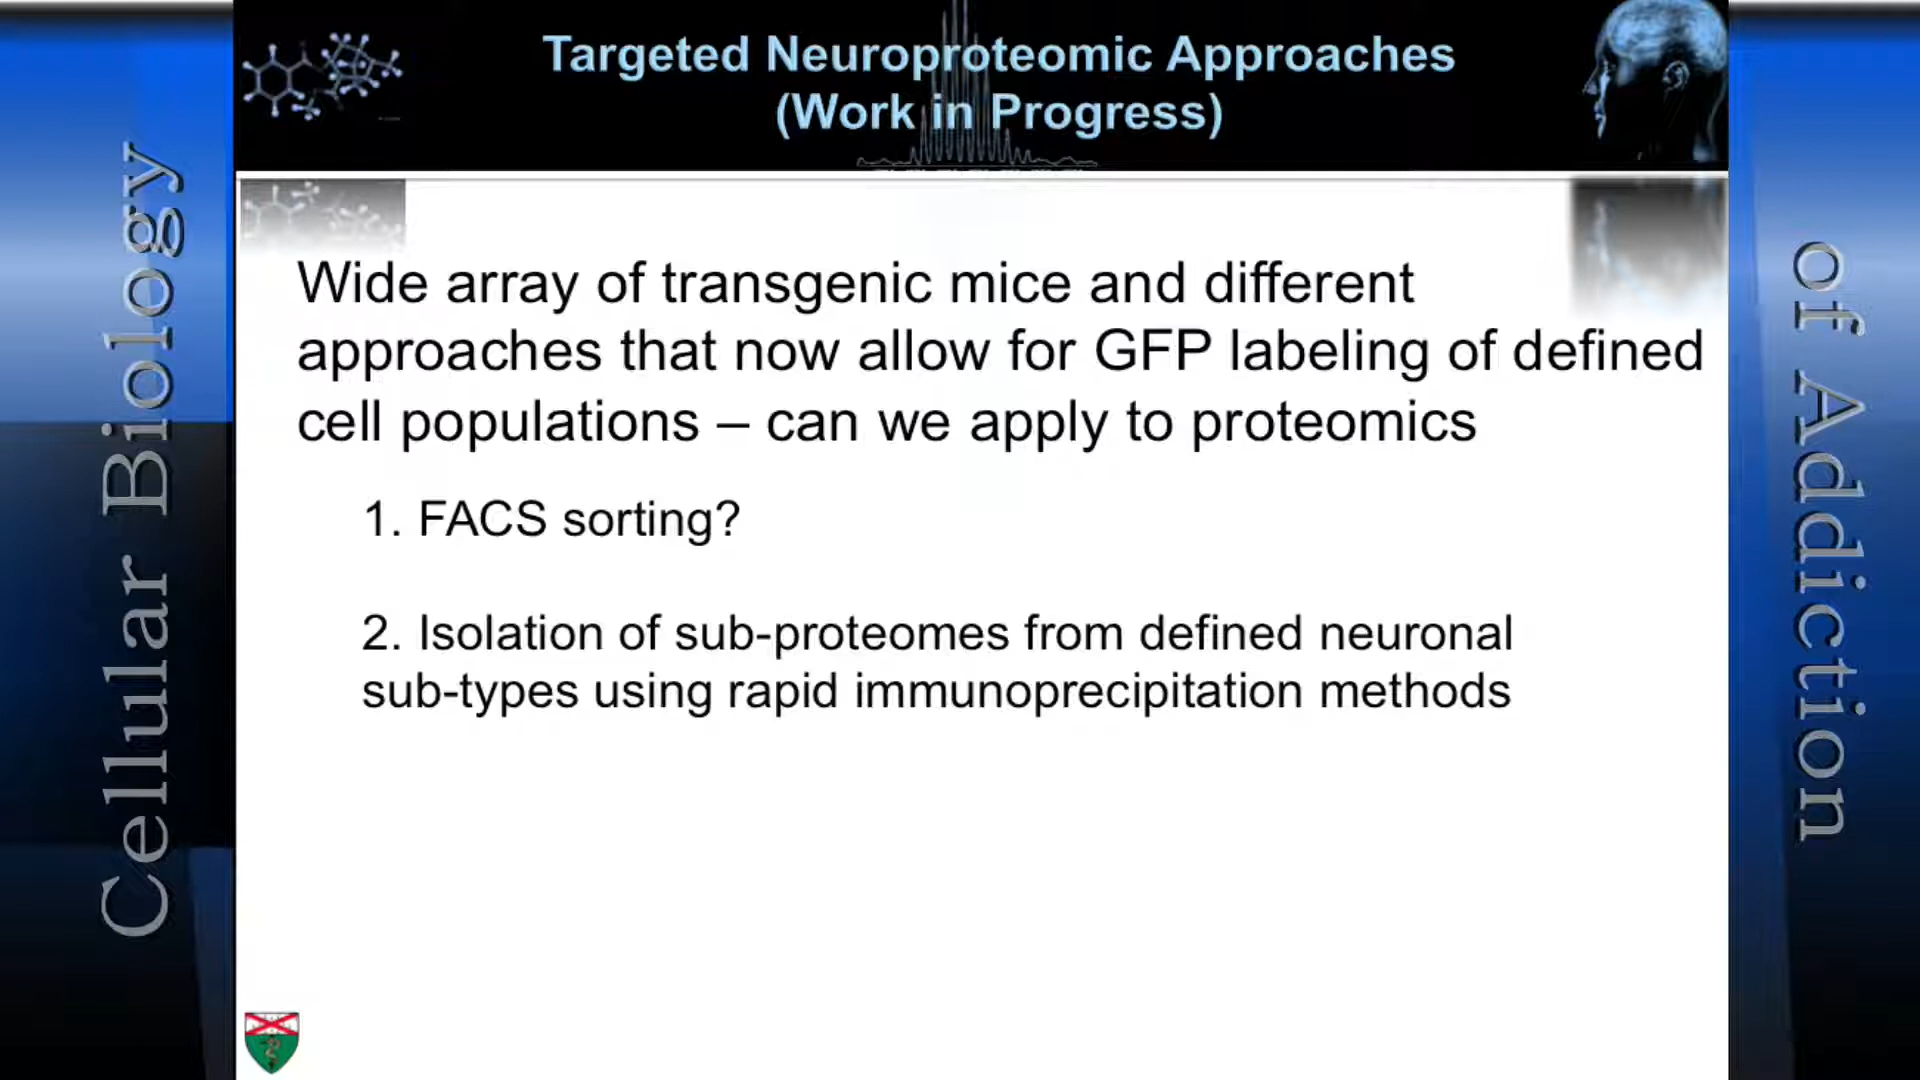 Targeted Neuroproteomic Approaches
(Work in Progress)
Cellular Biology
of Addiction
Wide array of transgenic mice and different
approaches that now allow for GFP labeling of defined
cell populations – can we apply to proteomics
1. FACS sorting?
2. Isolation of sub-proteomes from defined neuronal
sub-types using rapid immunoprecipitation methods